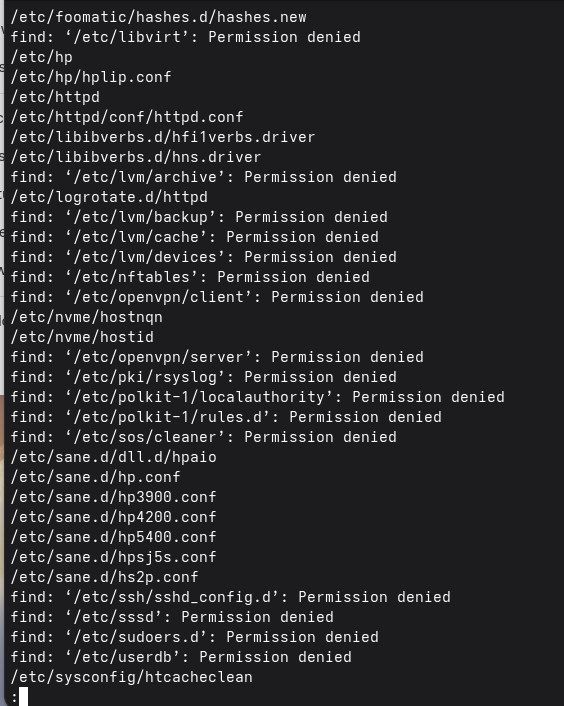 /etc/foomatic/hashes.d/hashes.new
find: ‘/etc/libvirt’: Permission denied
/etc/hp
/etc/hp/hplip.conf
/etc/httpd
/etc/httpd/conf/httpd.conf
/etc/libibverbs.d/hfi1verbs.driver
/etc/libibverbs.d/hns.driver
find: ‘/etc/lvm/archive’: Permission denied
/etc/logrotate.d/httpd
find: ‘/etc/lvm/backup’: Permission denied
find: ‘/etc/lvm/cache’: Permission denied
find: ‘/etc/lvm/devices’: Permission denied
find: ‘/etc/nftables’: Permission denied
find: ‘/etc/openvpn/client’: Permission denied
/etc/nvme/hostnqn
/etc/nvme/hostid
find: ‘/etc/openvpn/server’: Permission denied
find: ‘/etc/pki/rsyslog’: Permission denied
find: ‘/etc/polkit-1/localauthority’: Permission denied
find: ‘/etc/polkit-1/rules.d’: Permission denied
find: ‘/etc/sos/cleaner’: Permission denied
/etc/sane.d/dll.d/hpaio
/etc/sane.d/hp.conf
/etc/sane.d/hp3900.conf
/etc/sane.d/hp4200.conf
/etc/sane.d/hp5400.conf
/etc/sane.d/hpsj5s.conf
/etc/sane.d/hs2p.conf
find: ‘/etc/ssh/sshd_config.d’: Permission denied
find: ‘/etc/sssd’: Permission denied
find: ‘/etc/sudoers.d’: Permission denied
find: ‘/etc/userdb’: Permission denied
/etc/sysconfig/htcacheclean
: